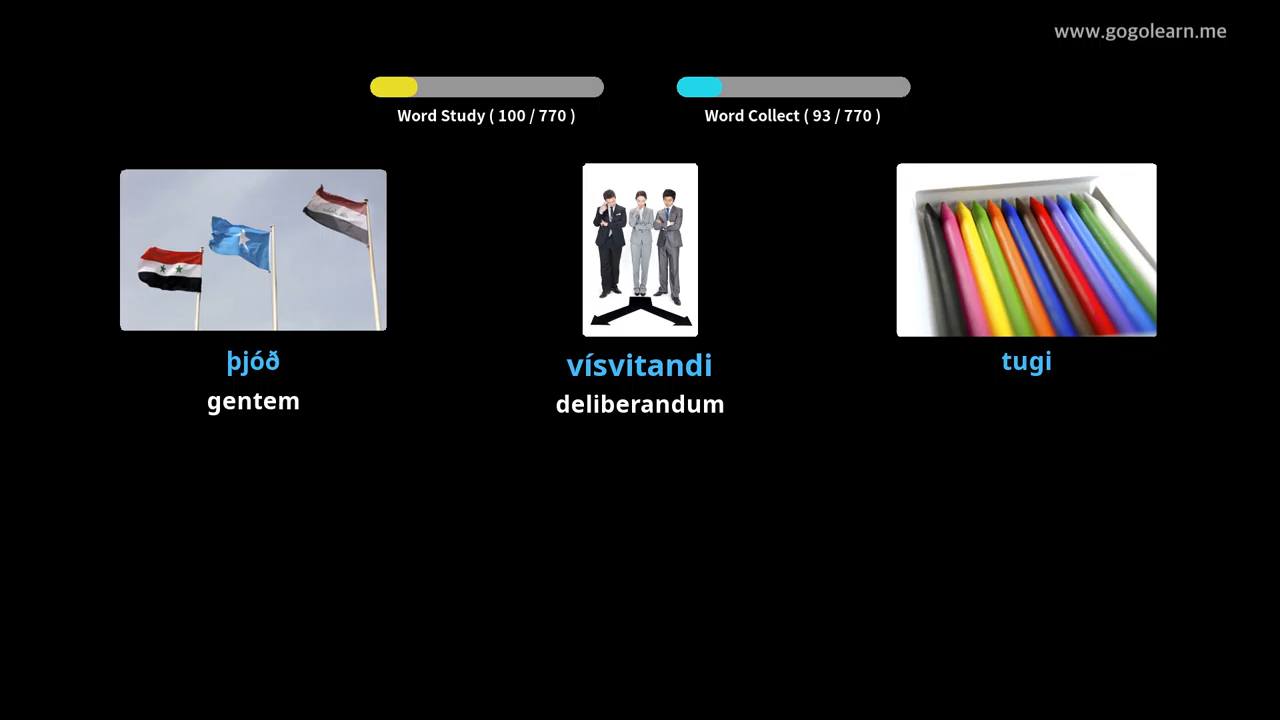 www.gogolearn.me
Word Study ( 100 / 770 )
Word Collect ( 93 / 770 )
þjóð
gentem
vísvitandi
deliberandum
tugi